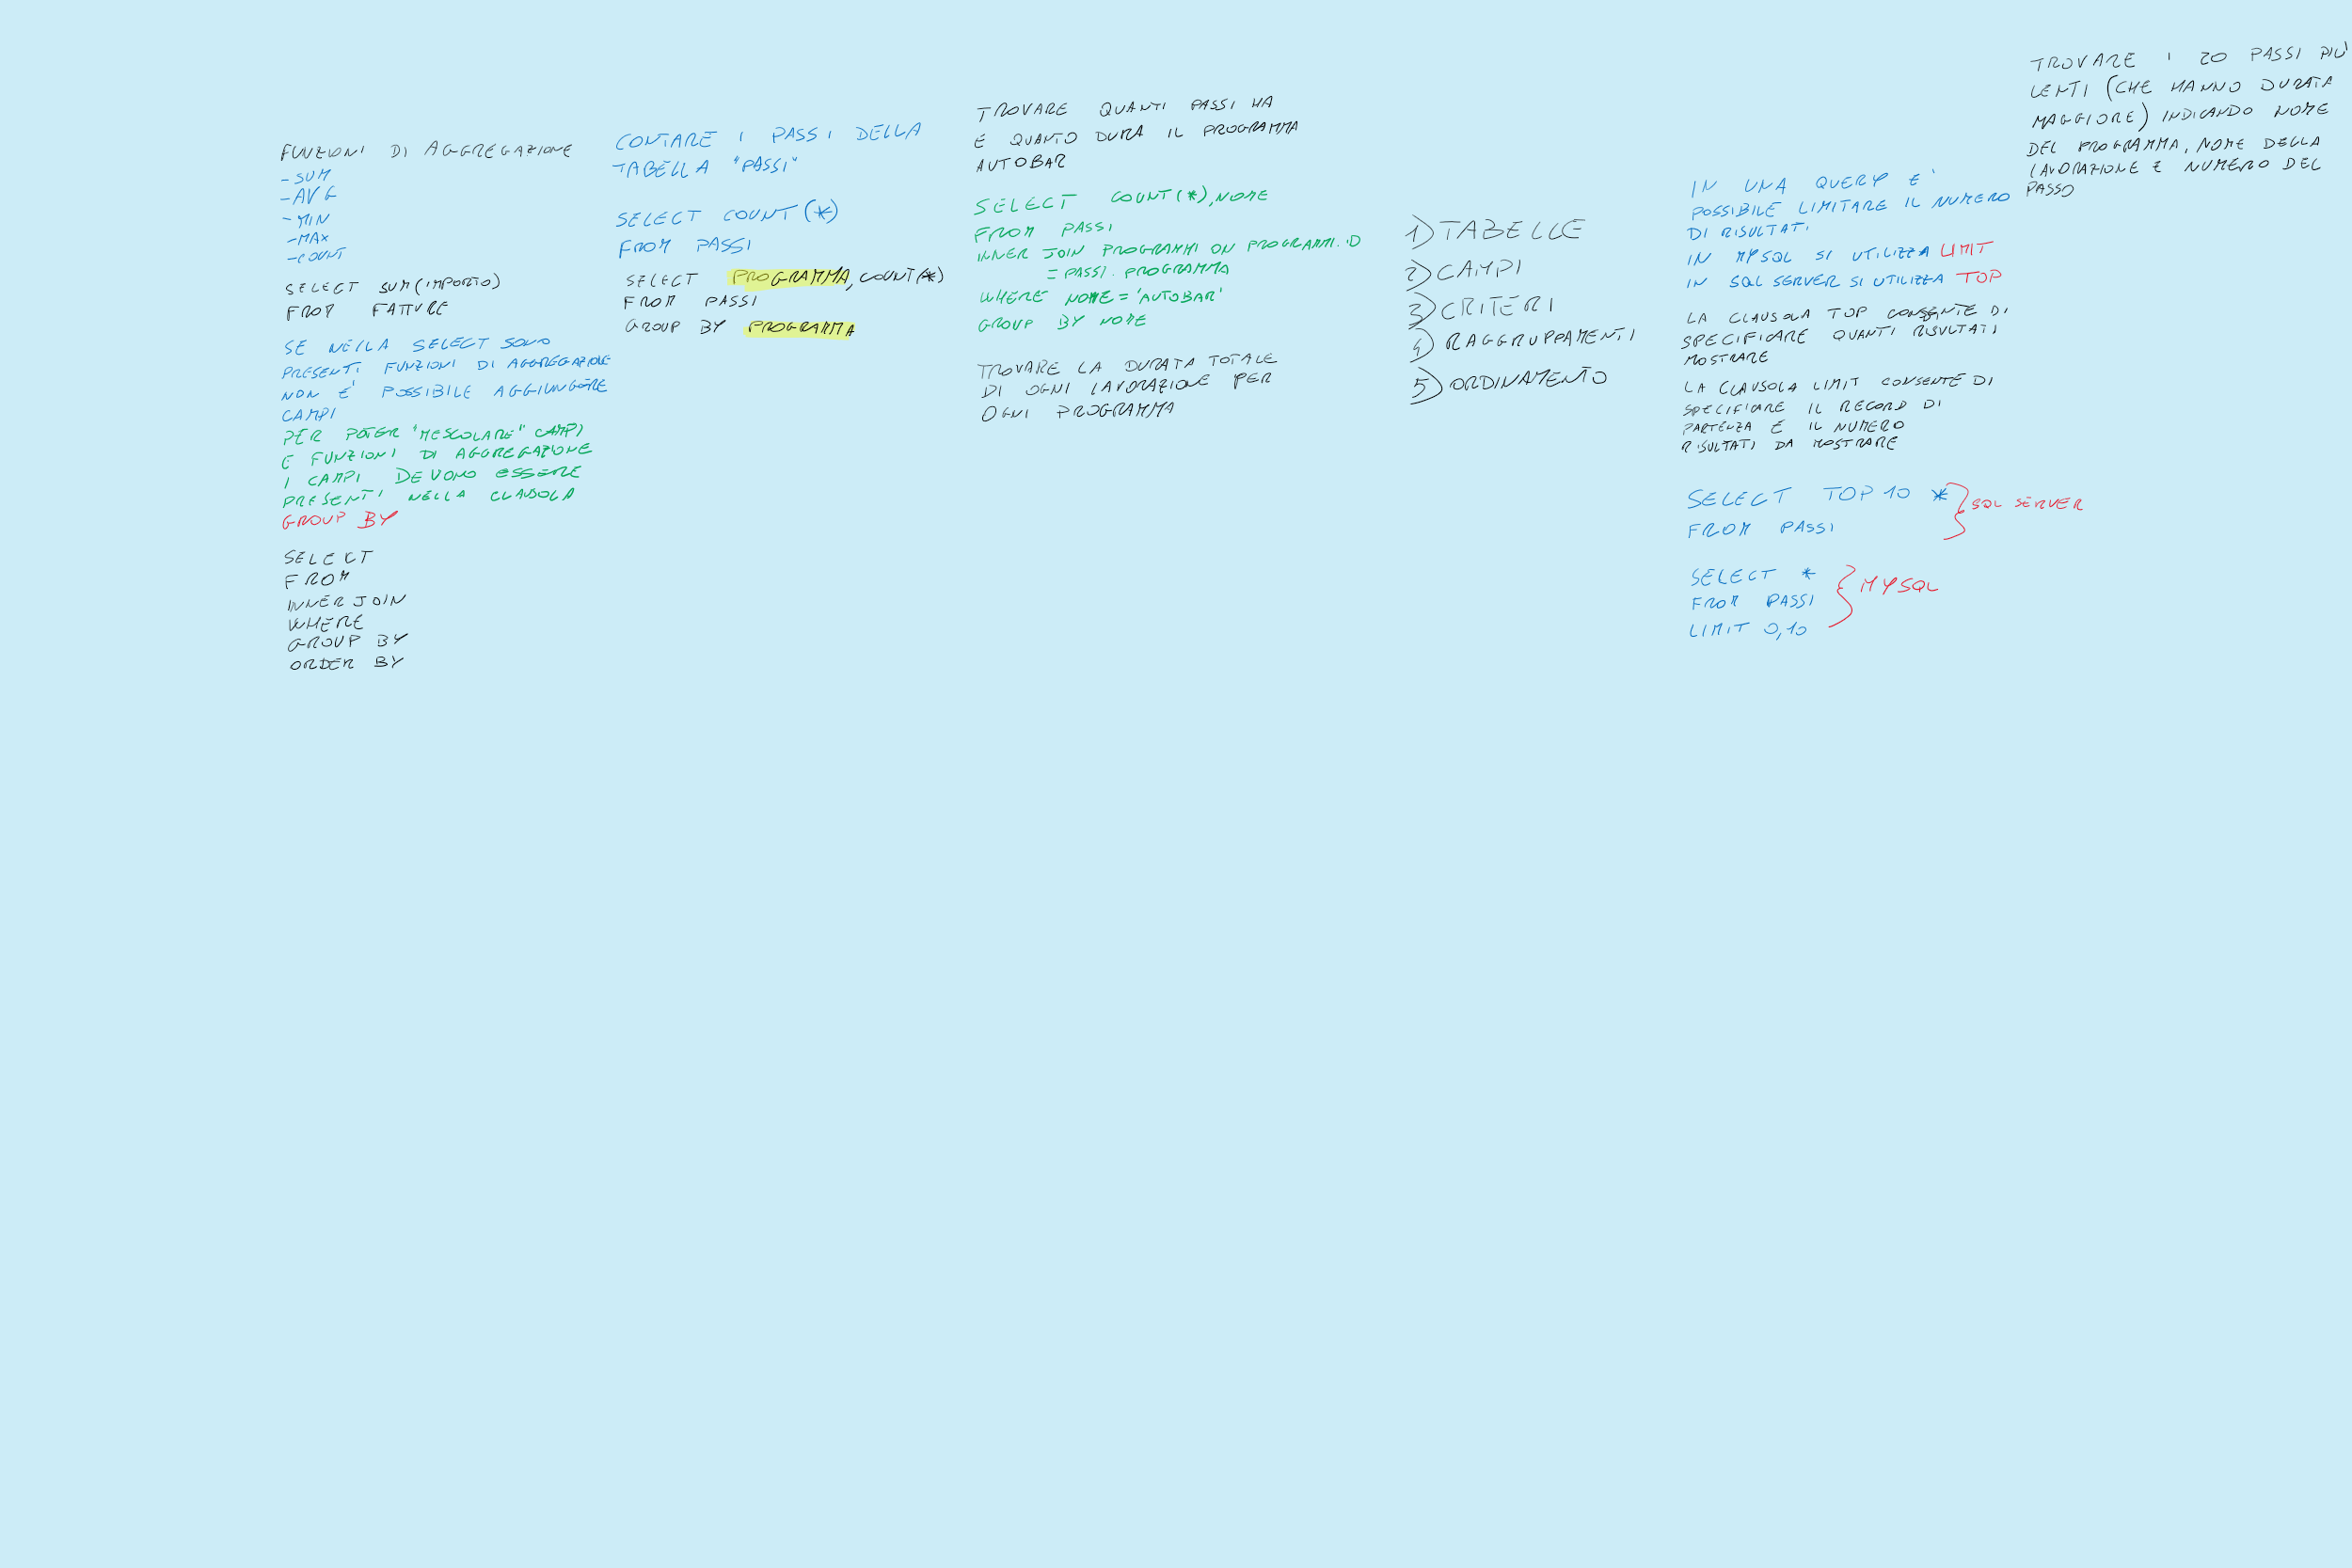 FUNZIONI DI AGGREGAZIONE
-SUM
-AVG
-MIN
-MAX
-COUNT
SELECT SUM(IMPORTO)
FROM FATTURE
SE NELLA SELECT SONO
PRESENTI FUNZIONI DI AGGREGAZIONE
NON E' POSSIBILE AGGIUNGERE
CAMPI
PER POTER "MESCOLARE" CAMPI
E FUNZIONI DI AGGREGAZIONE
I CAMPI DEVONO ESSERE
PRESENTI NELLA CLAUSOLA
GROUP BY
SELECT
FROM
INNER JOIN
WHERE
GROUP BY
ORDER BY
CONTARE I PASSI DELLA
TABELLA "PASSI"
SELECT COUNT(*)
FROM PASSI
SELECT PROGRAMMA, COUNT(*)
FROM PASSI
GROUP BY PROGRAMMA
TROVARE QUANTI PASSI HA
E QUANTO DURA IL PROGRAMMA
AUTOBAR
SELECT COUNT(*), NOME
FROM PASSI
INNER JOIN PROGRAMMI ON PROGRAMMI.ID
= PASSI.PROGRAMMA
WHERE NOME='AUTOBAR'
GROUP BY NOME
TROVARE LA DURATA TOTALE
DI OGNI LAVORAZIONE PER
OGNI PROGRAMMA
1) TABELLE
2) CAMPI
3) CRITERI
4) RAGGRUPPAMENTI
5) ORDINAMENTO
IN UNA QUERY E'
POSSIBILE LIMITARE IL NUMERO
DI RISULTATI
IN MYSQL SI UTILIZZA LIMIT
IN SQL SERVER SI UTILIZZA TOP
LA CLAUSOLA TOP CONSENTE DI
SPECIFICARE QUANTI RISULTATI
MOSTRARE
LA CLAUSOLA LIMIT CONSENTE DI
SPECIFICARE IL RECORD DI
PARTENZA E IL NUMERO
RISULTATI DA MOSTRARE
SELECT TOP 10 * } SQL SERVER
FROM PASSI
SELECT *
FROM PASSI } MYSQL
LIMIT 0,10
TROVARE I 20 PASSI PIU'
LENTI (CHE HANNO DURATA
MAGGIORE) INDICANDO NOME
DEL PROGRAMMA, NOME DELLA
LAVORAZIONE E NUMERO DEL
PASSO